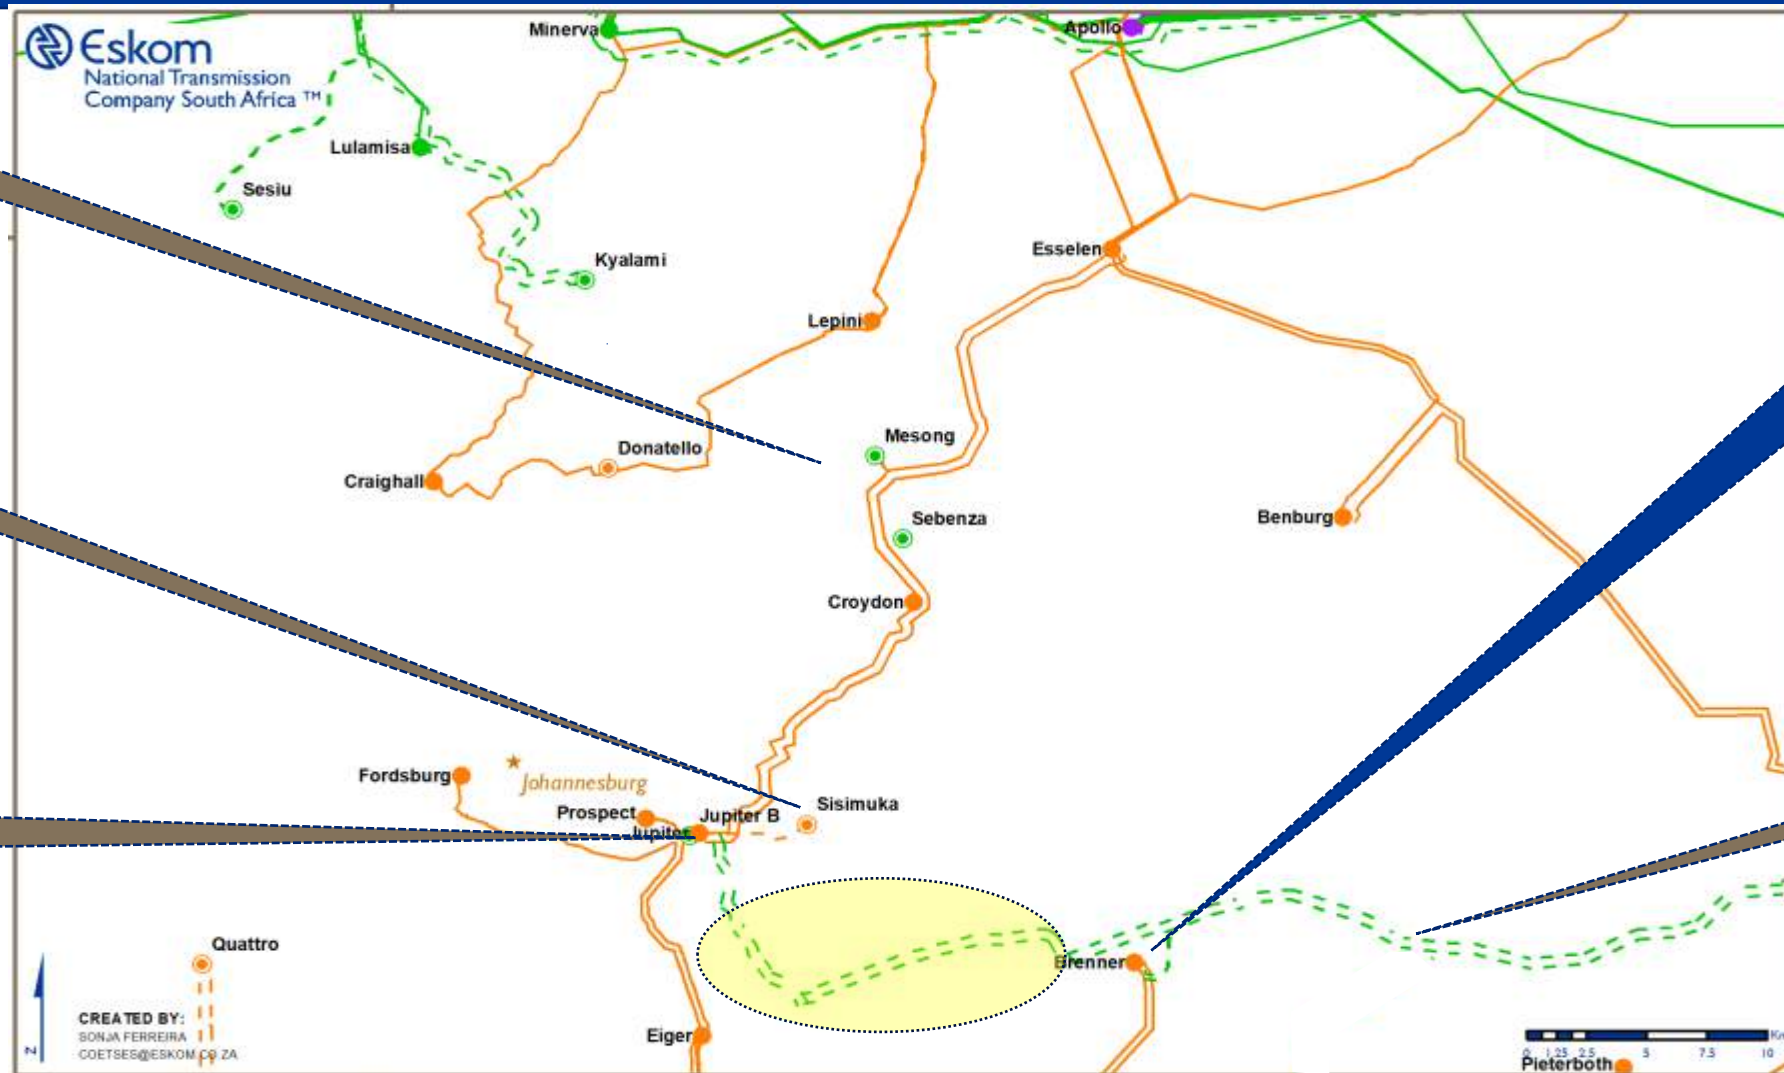 Eskom
National Transmission
Company South Africa ™
Minerva
Apollo
Lulamisa
Sesiu
Kyalami
Esselen
Lepini
Mesong
Donatello
Craighall
Sebenza
Benburg
Croydon
Fordsburg
Johannesburg
Sisimuka
Prospect
Jupiter B
Jupiter
Quattro
Brenner
CREATED BY:
SONJA FERREIRA
COETSES@ESKOM.CO.ZA
N
Eiger
Km
0 1.25 2.5 5 7.5 10
Pieterboth